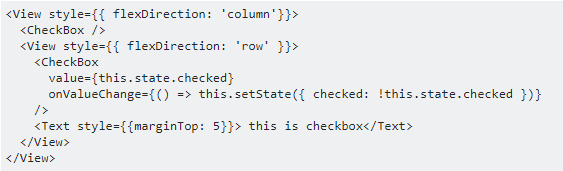 <View style={{ flexDirection: 'column'}}>
  <CheckBox />
  <View style={{ flexDirection: 'row' }}>
    <CheckBox
      value={this.state.checked}
      onValueChange={() => this.setState({ checked: !this.state.checked })}
    />
    <Text style={{marginTop: 5}}> this is checkbox</Text>
  </View>
</View>